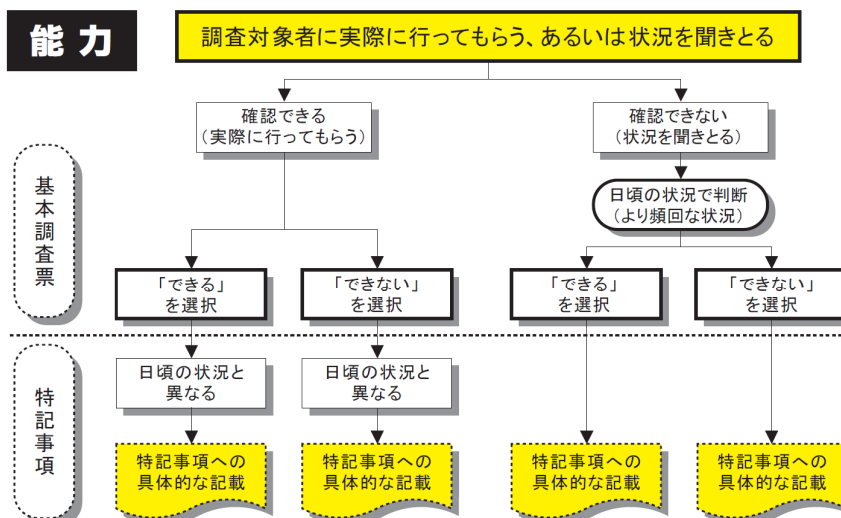 能力
調査対象者に実際に行ってもらう、あるいは状況を聞きとる
確認できる
（実際に行ってもらう）
確認できない
（状況を聞きとる）
基本調査票
日頃の状況で判断
（より頻回な状況）
「できる」
を選択
「できない」
を選択
「できる」
を選択
「できない」
を選択
特記事項
日頃の状況と
異なる
日頃の状況と
異なる
特記事項への
具体的な記載
特記事項への
具体的な記載
特記事項への
具体的な記載
特記事項への
具体的な記載